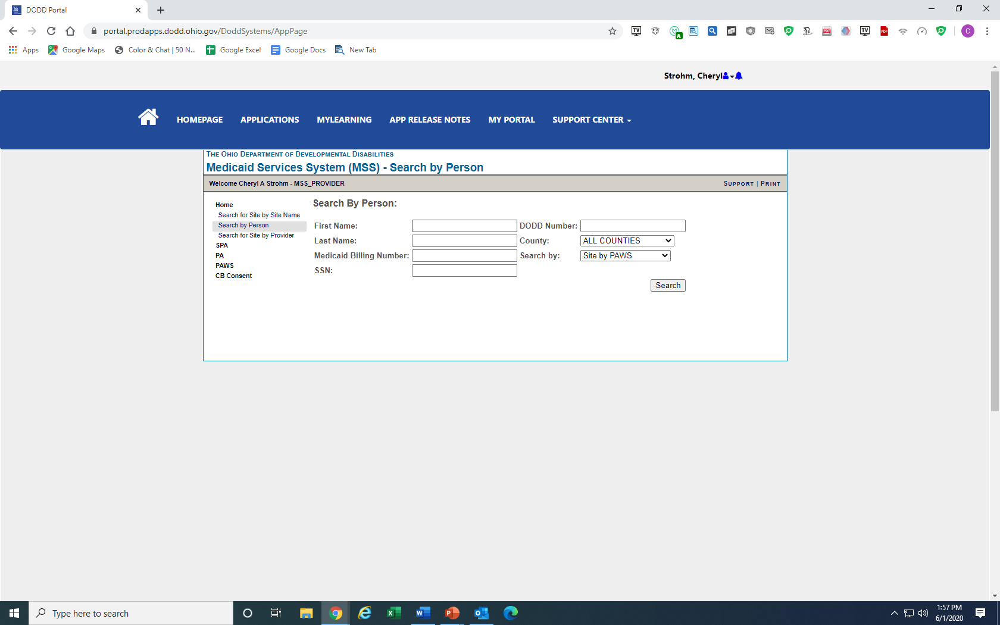 DODD Portal
portal.prodapps.dodd.ohio.gov/DoddSystems/AppPage
Apps Google Maps Color & Chat | 50 N... Google Excel Google Docs New Tab
Strohm, Cheryl
HOMEPAGE APPLICATIONS MYLEARNING APP RELEASE NOTES MY PORTAL SUPPORT CENTER
THE OHIO DEPARTMENT OF DEVELOPMENTAL DISABILITIES
Medicaid Services System (MSS) - Search by Person
Welcome Cheryl A Strohm - MSS_PROVIDER SUPPORT | PRINT
Home
Search for Site by Site Name
Search by Person
Search for Site by Provider
SPA
PA
PAWS
CB Consent
Search By Person:
First Name: DODD Number:
Last Name: County: ALL COUNTIES
Medicaid Billing Number: Search by: Site by PAWS
SSN:
Search
Type here to search
1:57 PM
6/1/2020